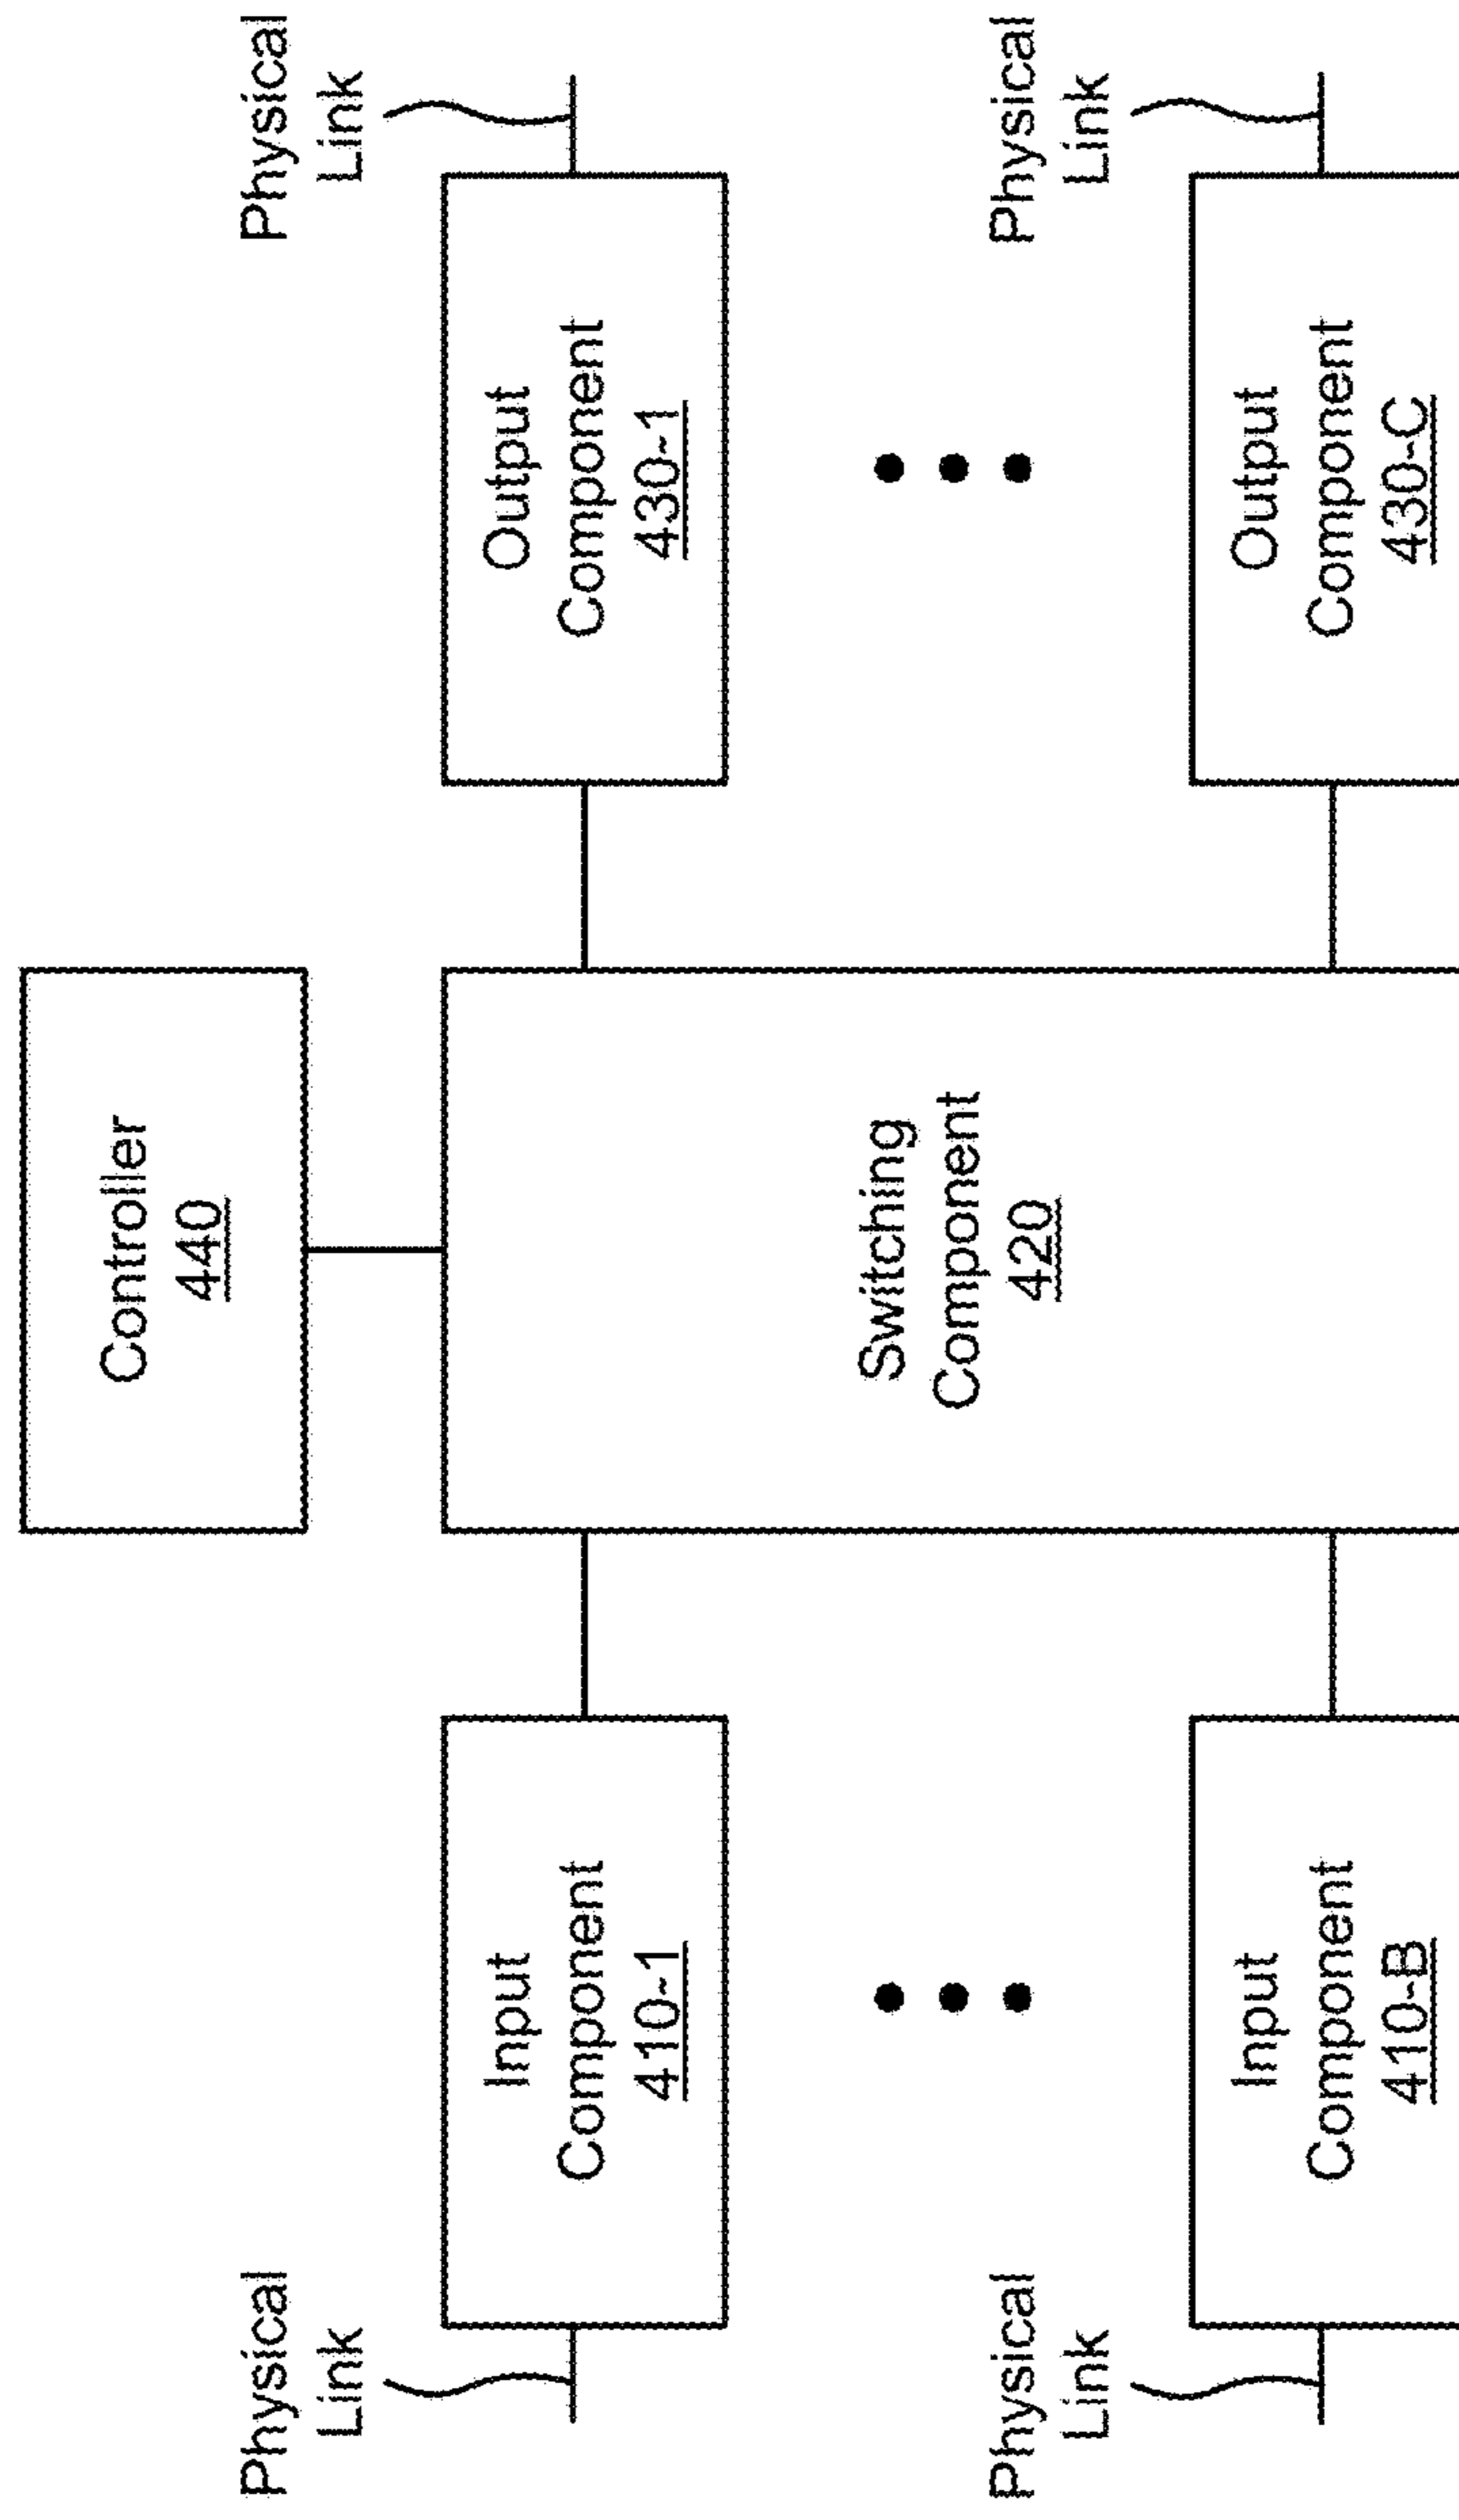 Controller
440
Physical
Link
Input
Component
410-1
Physical
Link
Output
Component
430-1
Switching
Component
420
Physical
Link
Input
Component
410-B
Physical
Link
Output
Component
430-C